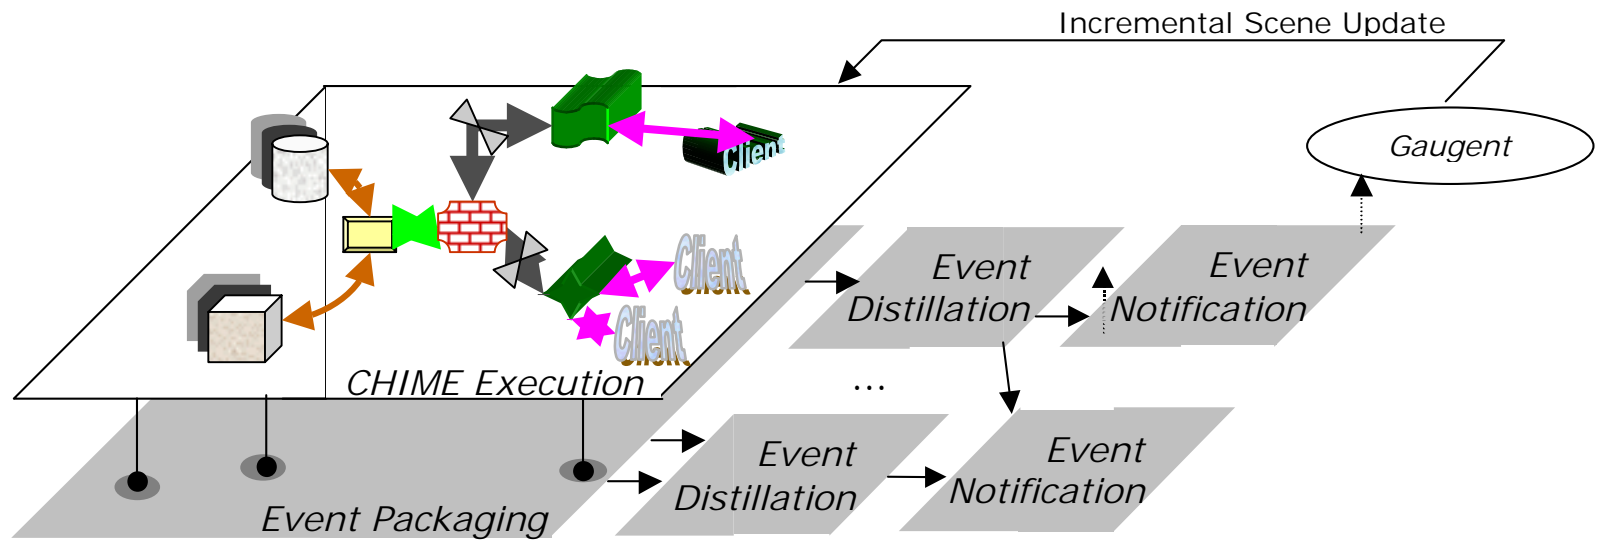 Incremental Scene Update
Gaugent
Client
Client
Client
CHIME Execution
Event
Distillation
Event
Notification
...
Event
Distillation
Event
Notification
Event Packaging